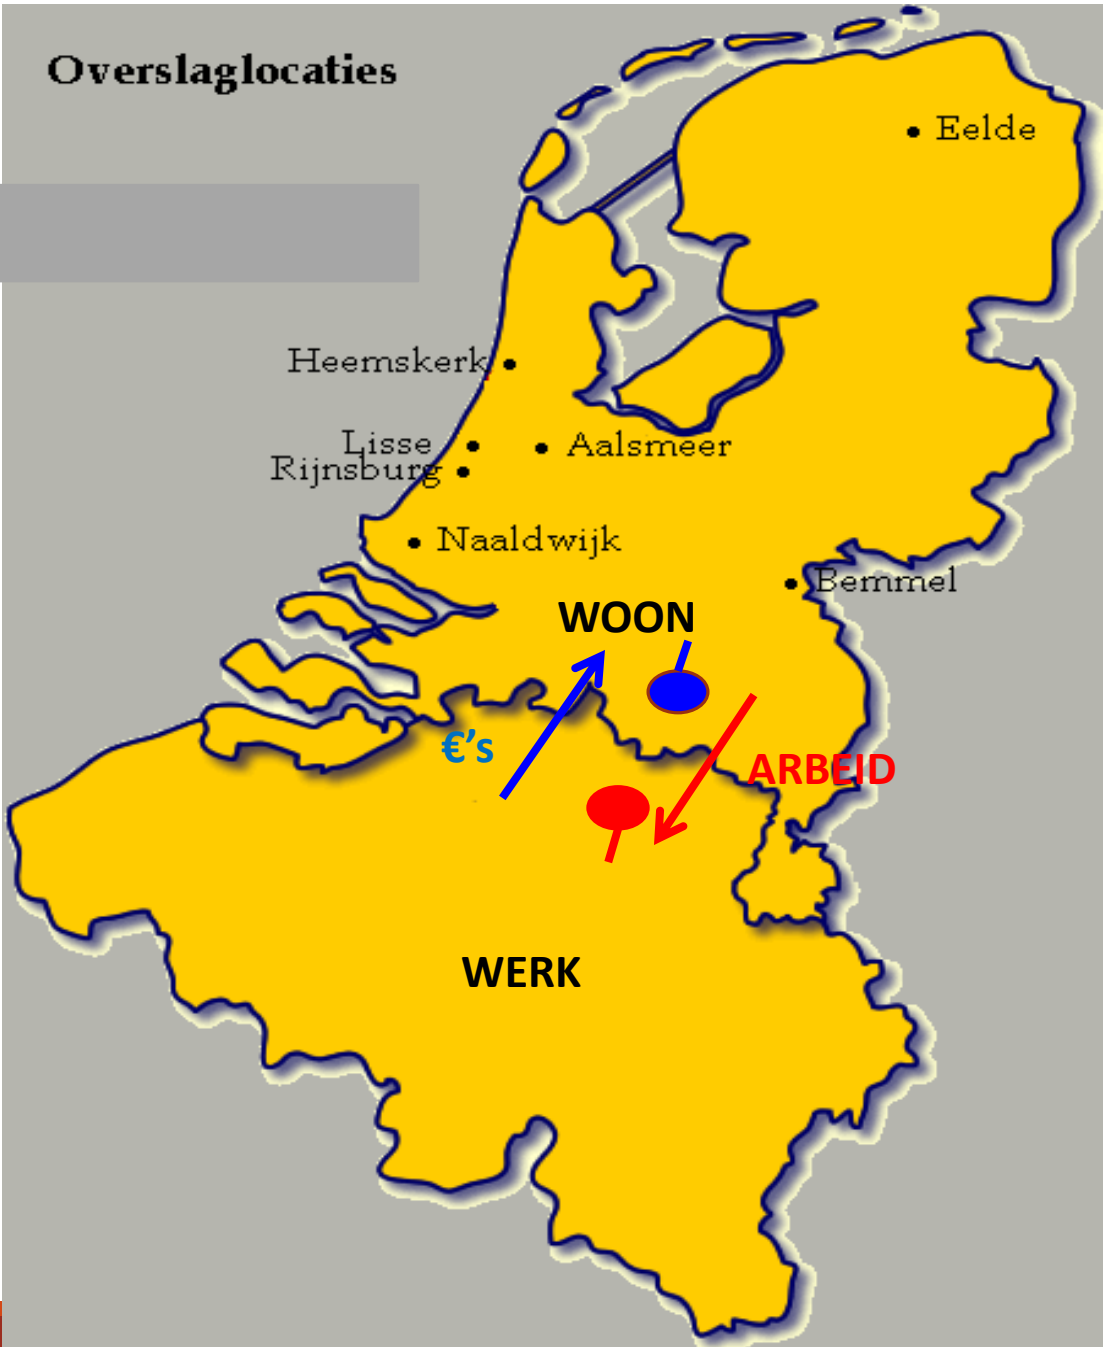 Overslaglocaties
Eelde
Heemskerk
Lisse
Aalsmeer
Rijnsburg
Naaldwijk
Bemmel
WOON
€’s
ARBEID
WERK